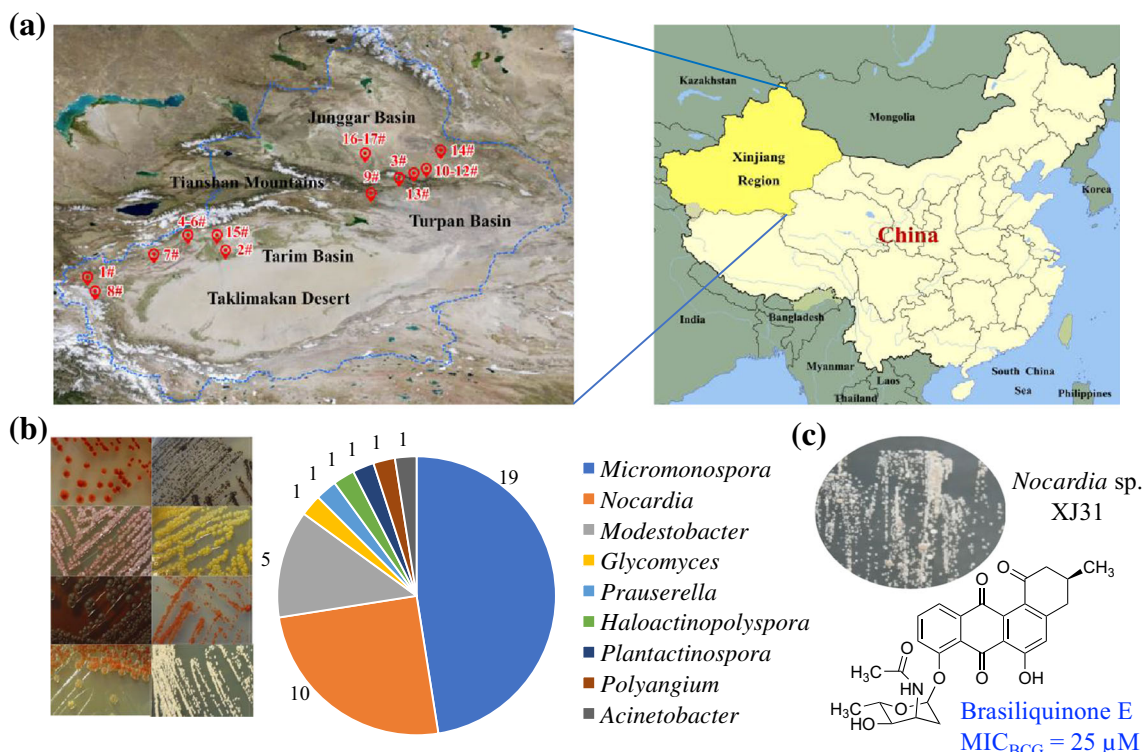 (a)
Junggar Basin
16-17#
3#
14#
10-12#
9#
13#
Tianshan Mountains
Turpan Basin
4-6#
15#
7#
2#
Tarim Basin
1#
8#
Taklimakan Desert
Kazakhstan
Mongolia
Xinjiang
Region
Korea
China
India
Bangladesh
Myanmar
Laos
Thailand
South China
Sea
Philippines
(b)
1
1
1
1
1
1
19
5
10
Micromonospora
Nocardia
Modestobacter
Glycomyces
Prauserella
Haloactinopolyspora
Plantactinospora
Polyangium
Acinetobacter
(c)
Nocardia sp.
XJ31
O
O
CH₃
O
OH
O
O
H₃C
HN
H₃C
O
HO
Brasiliquinone E
MIC_BCG = 25 µM